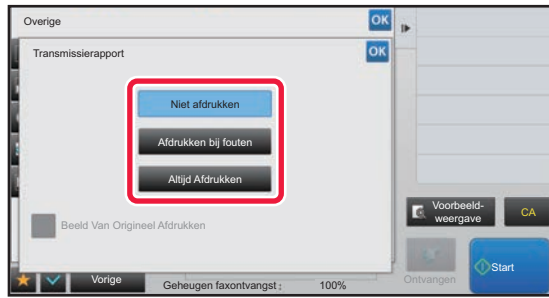 Overige
OK
Transmissierapport
OK
Niet afdrukken
Afdrukken bij fouten
Altijd Afdrukken
Beeld Van Origineel Afdrukken
Voorbeeld-
weergave
CA
Vorige
Geheugen faxontvangst :
100%
Ontvangen
Start